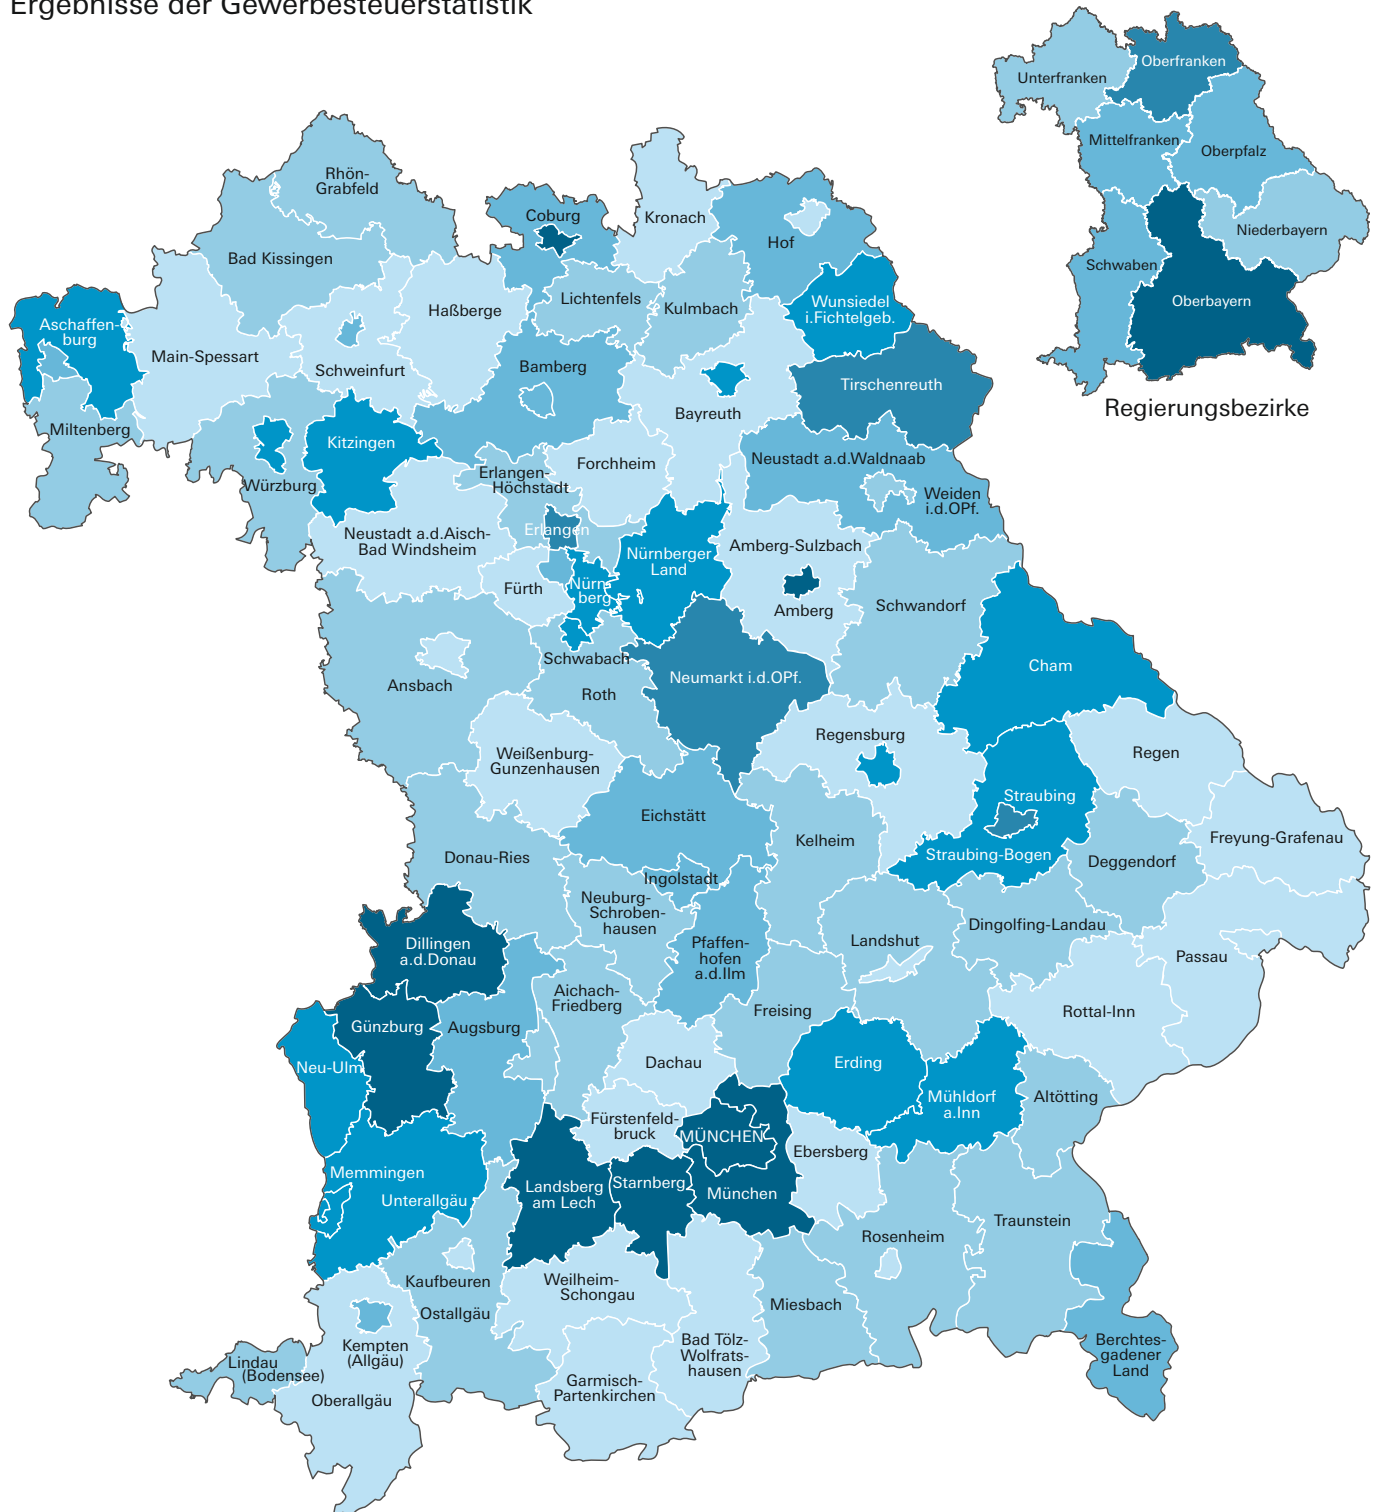 Ergebnisse der Gewerbesteuerstatistik
Unterfranken
Oberfranken
Mittelfranken
Oberpfalz
Niederbayern
Schwaben
Oberbayern
Regierungsbezirke
Rhön-
Grabfeld
Coburg
Kronach
Hof
Bad Kissingen
Lichtenfels
Kulmbach
Wunsiedel
i.Fichtelgeb.
Haßberge
Aschaffen-
burg
Main-Spessart
Schweinfurt
Bamberg
Tirschenreuth
Bayreuth
Miltenberg
Kitzingen
Forchheim
Neustadt a.d.Waldnaab
Erlangen-
Höchstadt
Würzburg
Weiden
i.d.OPf.
Neustadt a.d.Aisch-
Bad Windsheim
Erlangen
Nürnberger
Land
Amberg-Sulzbach
Fürth
Nürn-
berg
Amberg
Schwandorf
Schwabach
Cham
Neumarkt i.d.OPf.
Ansbach
Roth
Regensburg
Weißenburg-
Gunzenhausen
Regen
Straubing
Eichstätt
Kelheim
Freyung-Grafenau
Donau-Ries
Straubing-Bogen
Deggendorf
Ingolstadt
Neuburg-
Schroben-
hausen
Dingolfing-Landau
Dillingen
a.d.Donau
Pfaffen-
hofen
a.d.Ilm
Landshut
Passau
Aichach-
Friedberg
Freising
Rottal-Inn
Günzburg
Augsburg
Neu-Ulm
Dachau
Erding
Mühldorf
a.Inn
Altötting
Fürstenfeld-
bruck
MÜNCHEN
Ebersberg
Memmingen
Unterallgäu
Landsberg
am Lech
Starnberg
München
Traunstein
Rosenheim
Kaufbeuren
Weilheim-
Schongau
Ostallgäu
Miesbach
Kempten
(Allgäu)
Bad Tölz-
Wolfrats-
hausen
Berchtes-
gadener
Land
Lindau
(Bodensee)
Garmisch-
Partenkirchen
Oberallgäu